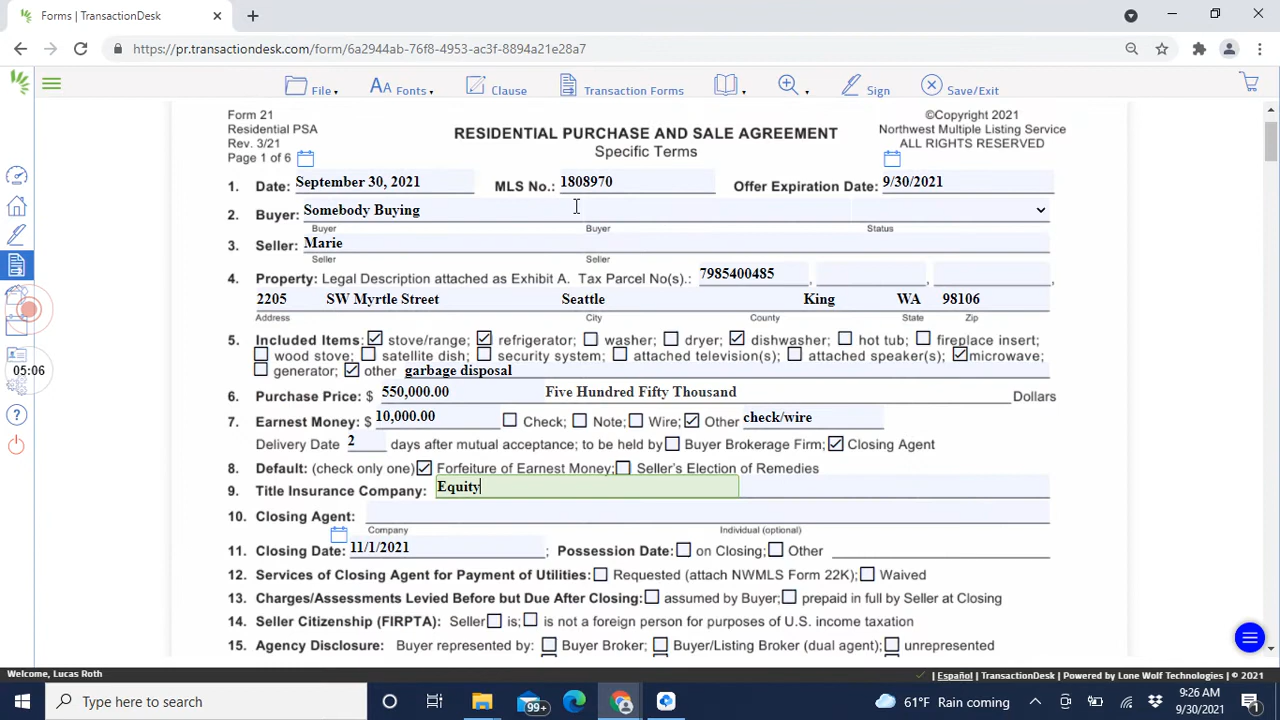 Forms | TransactionDesk
https://pr.transactiondesk.com/form/6a2944ab-76f8-4953-ac3f-8894a21e28a7
File Fonts Clause Transaction Forms Sign Save/Exit
Form 21
Residential PSA
Rev. 3/21
Page 1 of 6
RESIDENTIAL PURCHASE AND SALE AGREEMENT
Specific Terms
©Copyright 2021
Northwest Multiple Listing Service
ALL RIGHTS RESERVED
1. Date: September 30, 2021 MLS No.: 1808970 Offer Expiration Date: 9/30/2021
2. Buyer: Somebody Buying
Buyer Buyer Status
3. Seller: Marie
Seller Seller
4. Property: Legal Description attached as Exhibit A. Tax Parcel No(s).: 7985400485 , , ,
2205 SW Myrtle Street Seattle King WA 98106
Address City County State Zip
5. Included Items: stove/range; refrigerator; washer; dryer; dishwasher; hot tub; fireplace insert;
wood stove; satellite dish; security system; attached television(s); attached speaker(s); microwave;
generator; other garbage disposal
6. Purchase Price: $ 550,000.00 Five Hundred Fifty Thousand Dollars
7. Earnest Money: $ 10,000.00 Check; Note; Wire; Other check/wire
Delivery Date 2 days after mutual acceptance; to be held by Buyer Brokerage Firm; Closing Agent
8. Default: (check only one) Forfeiture of Earnest Money; Seller's Election of Remedies
9. Title Insurance Company: Equity
10. Closing Agent:
Company Individual (optional)
11. Closing Date: 11/1/2021 ; Possession Date: on Closing; Other
12. Services of Closing Agent for Payment of Utilities: Requested (attach NWMLS Form 22K); Waived
13. Charges/Assessments Levied Before but Due After Closing: assumed by Buyer; prepaid in full by Seller at Closing
14. Seller Citizenship (FIRPTA): Seller is; is not a foreign person for purposes of U.S. income taxation
15. Agency Disclosure: Buyer represented by: Buyer Broker; Buyer/Listing Broker (dual agent); unrepresented
05:06
Welcome, Lucas Roth
| Español | TransactionDesk | Powered by Lone Wolf Technologies | © 2021
Type here to search
99+
61°F Raining coming
9:26 AM
9/30/2021
1